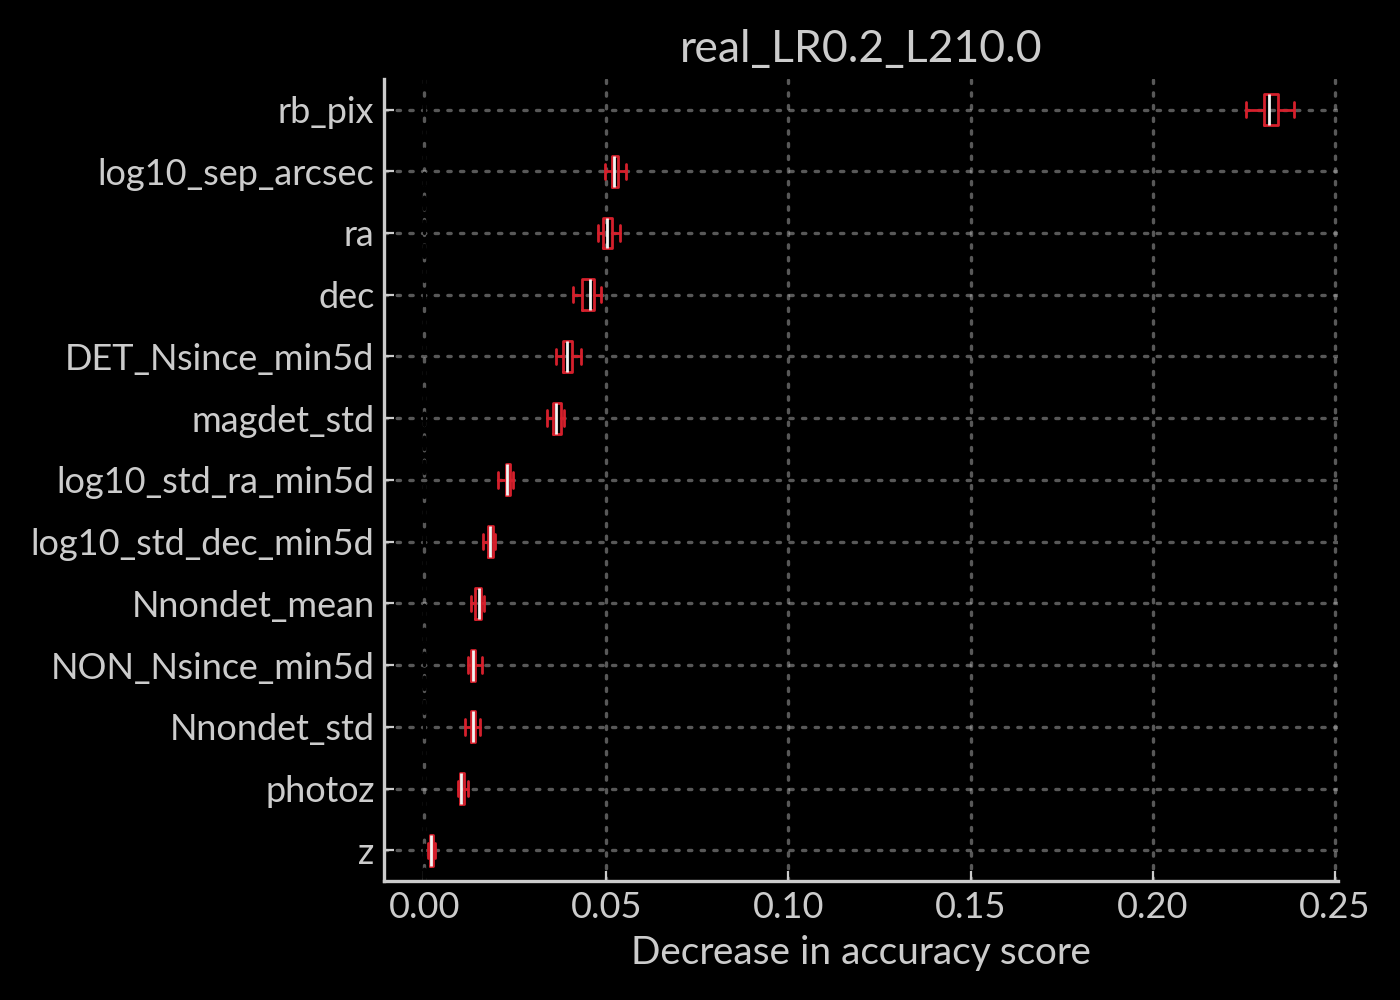 real_LR0.2_L210.0
rb_pix
log10_sep_arcsec
ra
dec
DET_Nsince_min5d
magdet_std
log10_std_ra_min5d
log10_std_dec_min5d
Nnondet_mean
NON_Nsince_min5d
Nnondet_std
photoz
z
0.00 0.05 0.10 0.15 0.20 0.25
Decrease in accuracy score